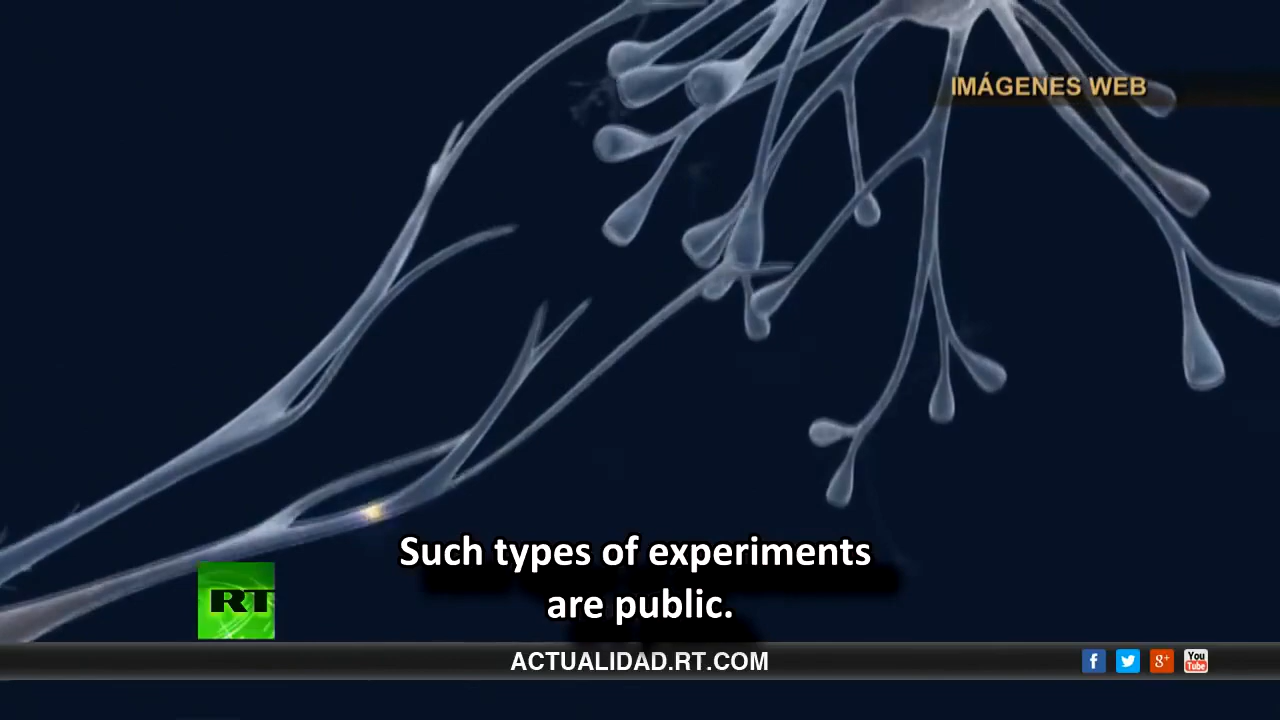 IMÁGENES WEB
Such types of experiments
are public.
RT
ACTUALIDAD.RT.COM
f
g+
You
Tube